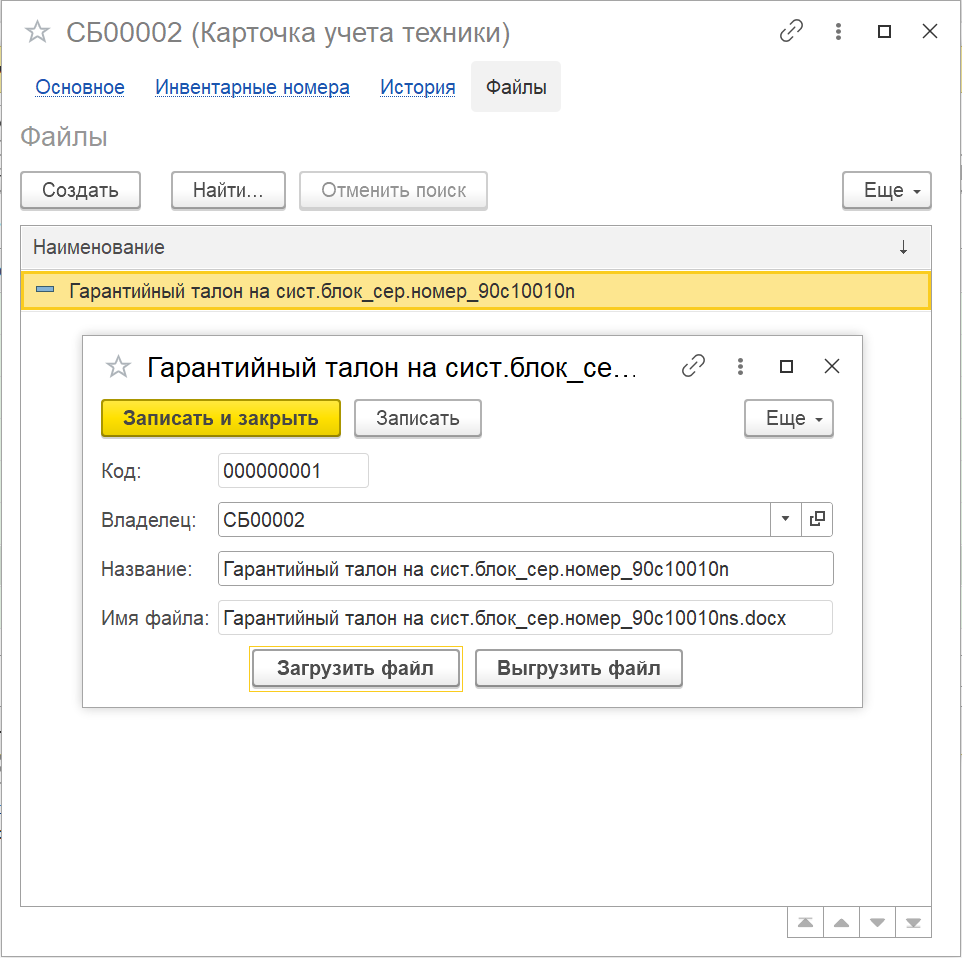 СБ00002 (Карточка учета техники)
Основное Инвентарные номера История Файлы
Файлы
Создать Найти... Отменить поиск Еще
Наименование
Гарантийный талон на сист.блок_сер.номер_90c10010n
Гарантийный талон на сист.блок_се...
Записать и закрыть Записать Еще
Код: 000000001
Владелец: СБ00002
Название: Гарантийный талон на сист.блок_сер.номер_90c10010n
Имя файла: Гарантийный талон на сист.блок_сер.номер_90c10010ns.docx
Загрузить файл Выгрузить файл